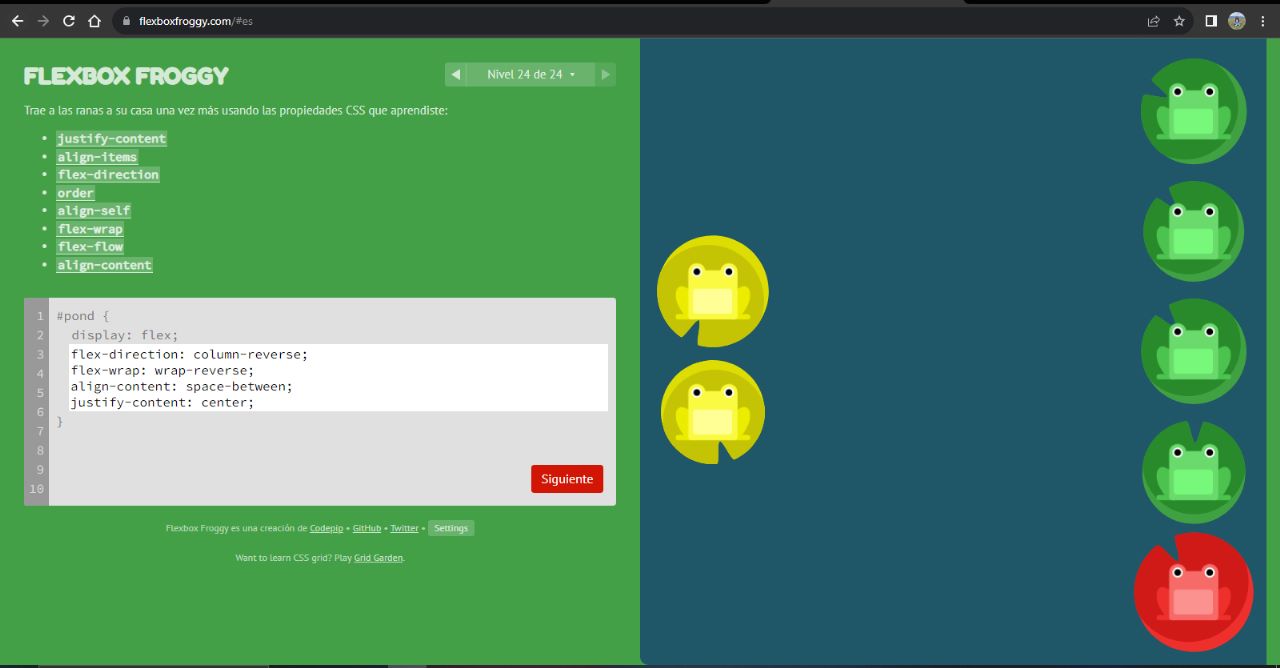 flexboxfroggy.com/#es
FLEXBOX FROGGY
◀ Nivel 24 de 24 ▾ ▶
Trae a las ranas a su casa una vez más usando las propiedades CSS que aprendiste:
• justify-content
• align-items
• flex-direction
• order
• align-self
• flex-wrap
• flex-flow
• align-content
1 #pond {
2 display: flex;
3 flex-direction: column-reverse;
4 flex-wrap: wrap-reverse;
5 align-content: space-between;
6 justify-content: center;
7 }
8
9
10
Siguiente
Flexbox Froggy es una creación de Codepip • GitHub • Twitter • Settings
Want to learn CSS grid? Play Grid Garden.